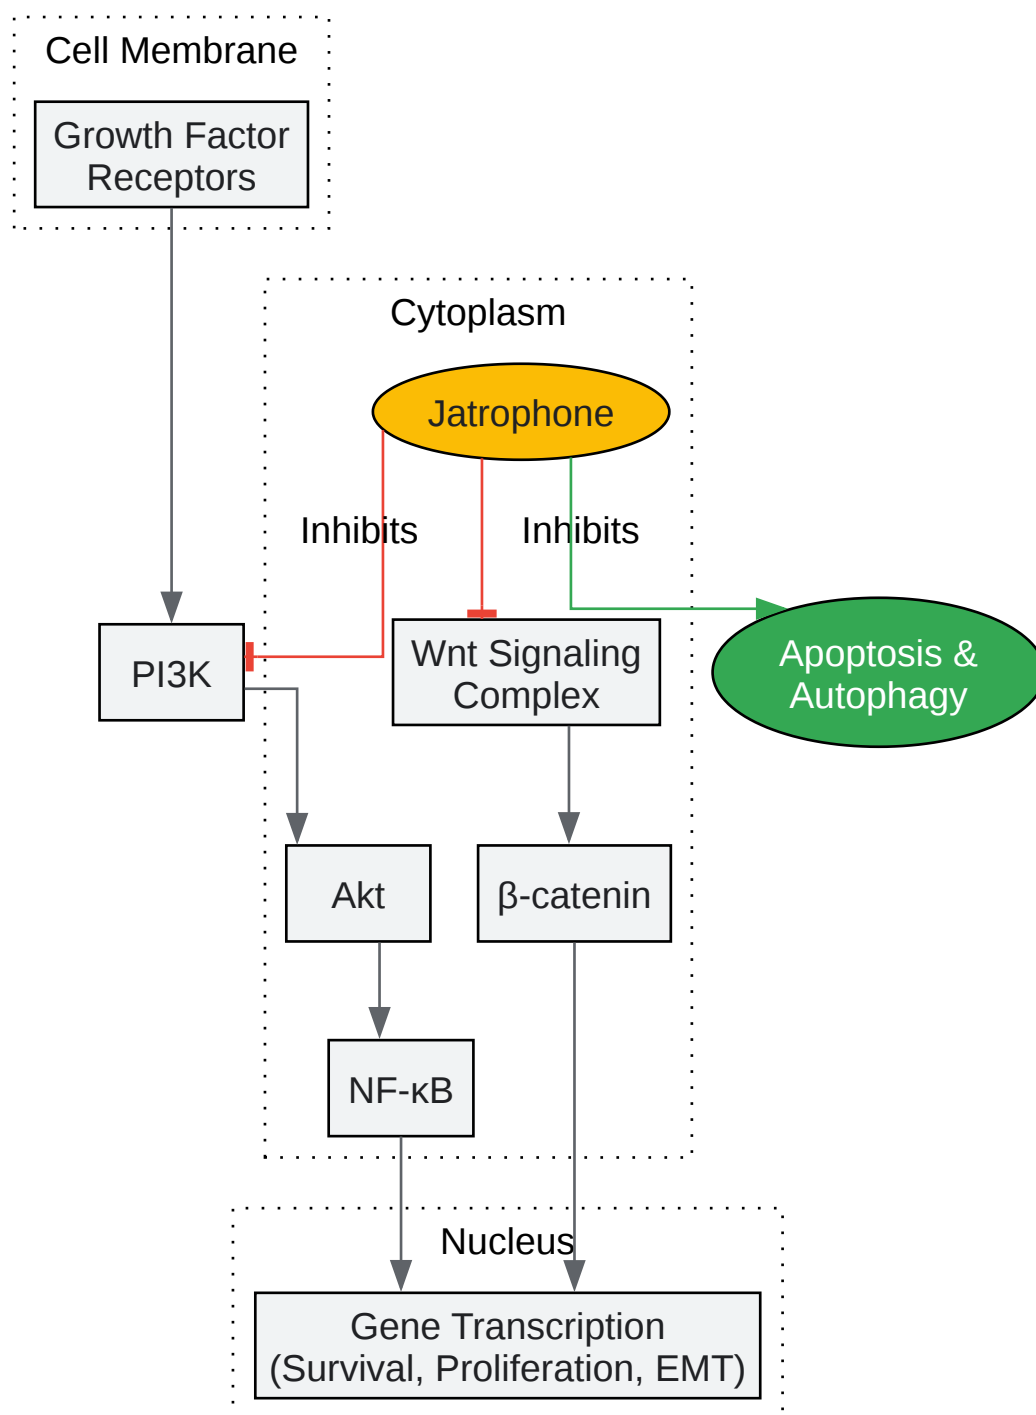 Cell Membrane
Growth Factor
Receptors
Cytoplasm
Jatrophone
Inhibits
Inhibits
PI3K
Wnt Signaling
Complex
Apoptosis &
Autophagy
Akt
β-catenin
NF-κB
Nucleus
Gene Transcription
(Survival, Proliferation, EMT)